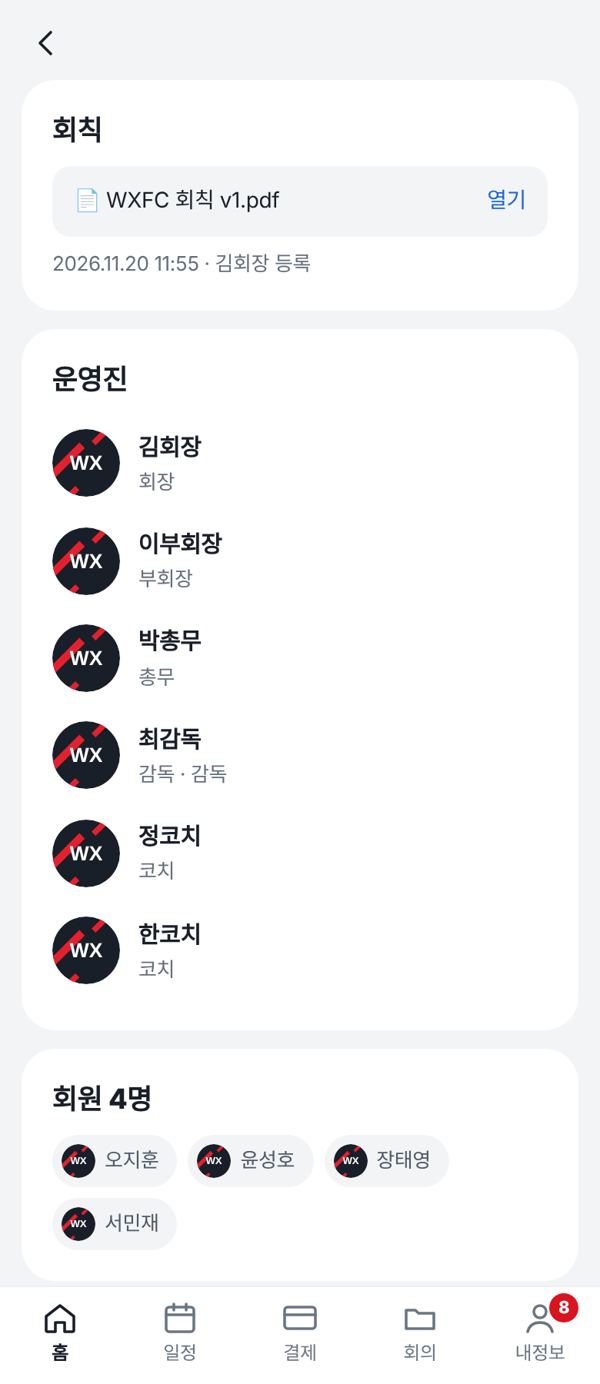 회칙
WXFC 회칙 v1.pdf 열기
2026.11.20 11:55 · 김회장 등록
운영진
WX
김회장
회장
WX
이부회장
부회장
WX
박총무
총무
WX
최감독
감독 · 감독
WX
정코치
코치
WX
한코치
코치
회원 4명
WX 오지훈 WX 윤성호 WX 장태영
WX 서민재
8
홈 일정 결제 회의 내정보